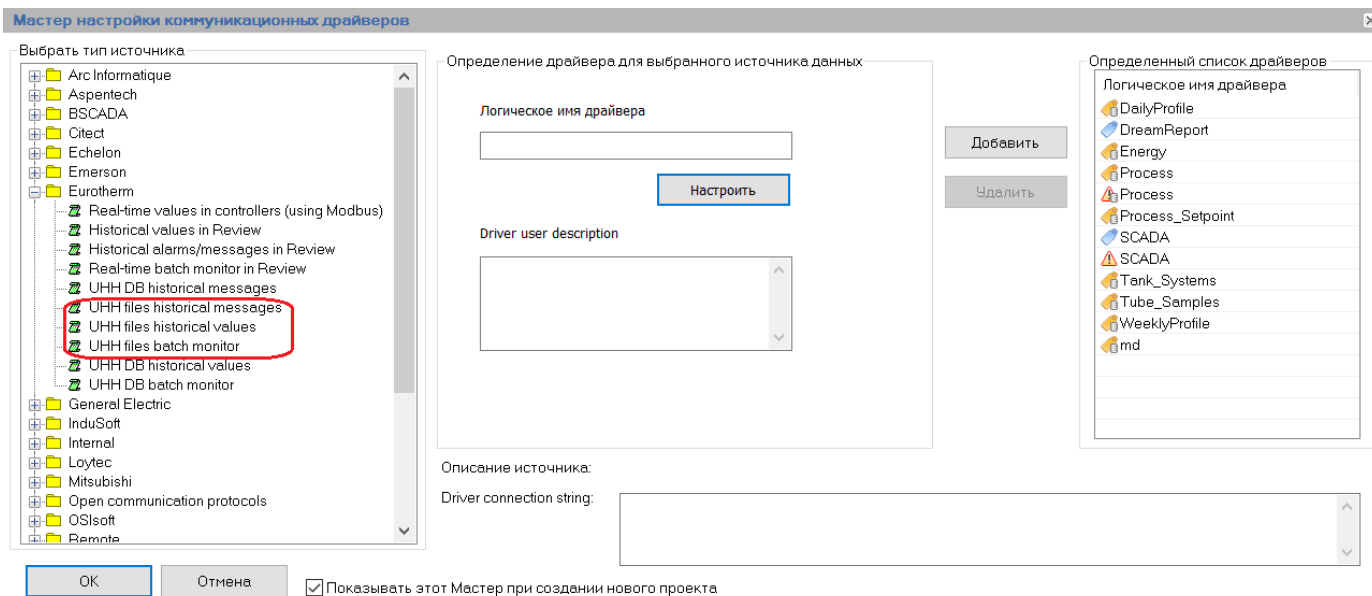 Мастер настройки коммуникационных драйверов
Выбрать тип источника
Arc Informatique
Aspentech
BSCADA
Citect
Echelon
Emerson
Eurotherm
Real-time values in controllers (using Modbus)
Historical values in Review
Historical alarms/messages in Review
Real-time batch monitor in Review
UHH DB historical messages
UHH files historical messages
UHH files historical values
UHH files batch monitor
UHH DB historical values
UHH DB batch monitor
General Electric
InduSoft
Internal
Loytec
Mitsubishi
Open communication protocols
OSIsoft
Remote
Определение драйвера для выбранного источника данных
Логическое имя драйвера
Настроить
Driver user description
Добавить
Удалить
Определенный список драйверов
Логическое имя драйвера
DailyProfile
DreamReport
Energy
Process
Process
Process_Setpoint
SCADA
SCADA
Tank_Systems
Tube_Samples
WeeklyProfile
md
Описание источника:
Driver connection string:
OK
Отмена
Показывать этот Мастер при создании нового проекта